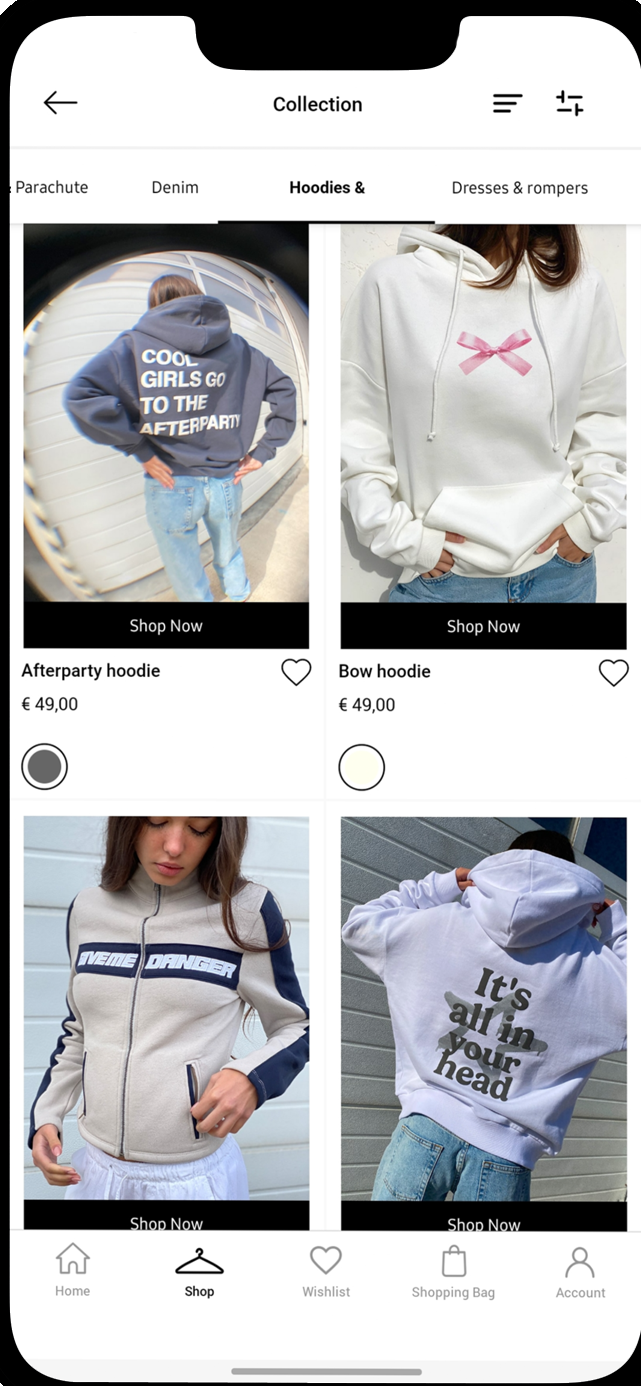 Collection
Parachute
Denim
Hoodies &
Dresses & rompers
COOL
GIRLS GO
TO THE
AFTERPARTY
Shop Now
Shop Now
Afterparty hoodie
€ 49,00
Bow hoodie
€ 49,00
DANGER
It's
all in
your
head
Shop Now
Shop Now
Home
Shop
Wishlist
Shopping Bag
Account